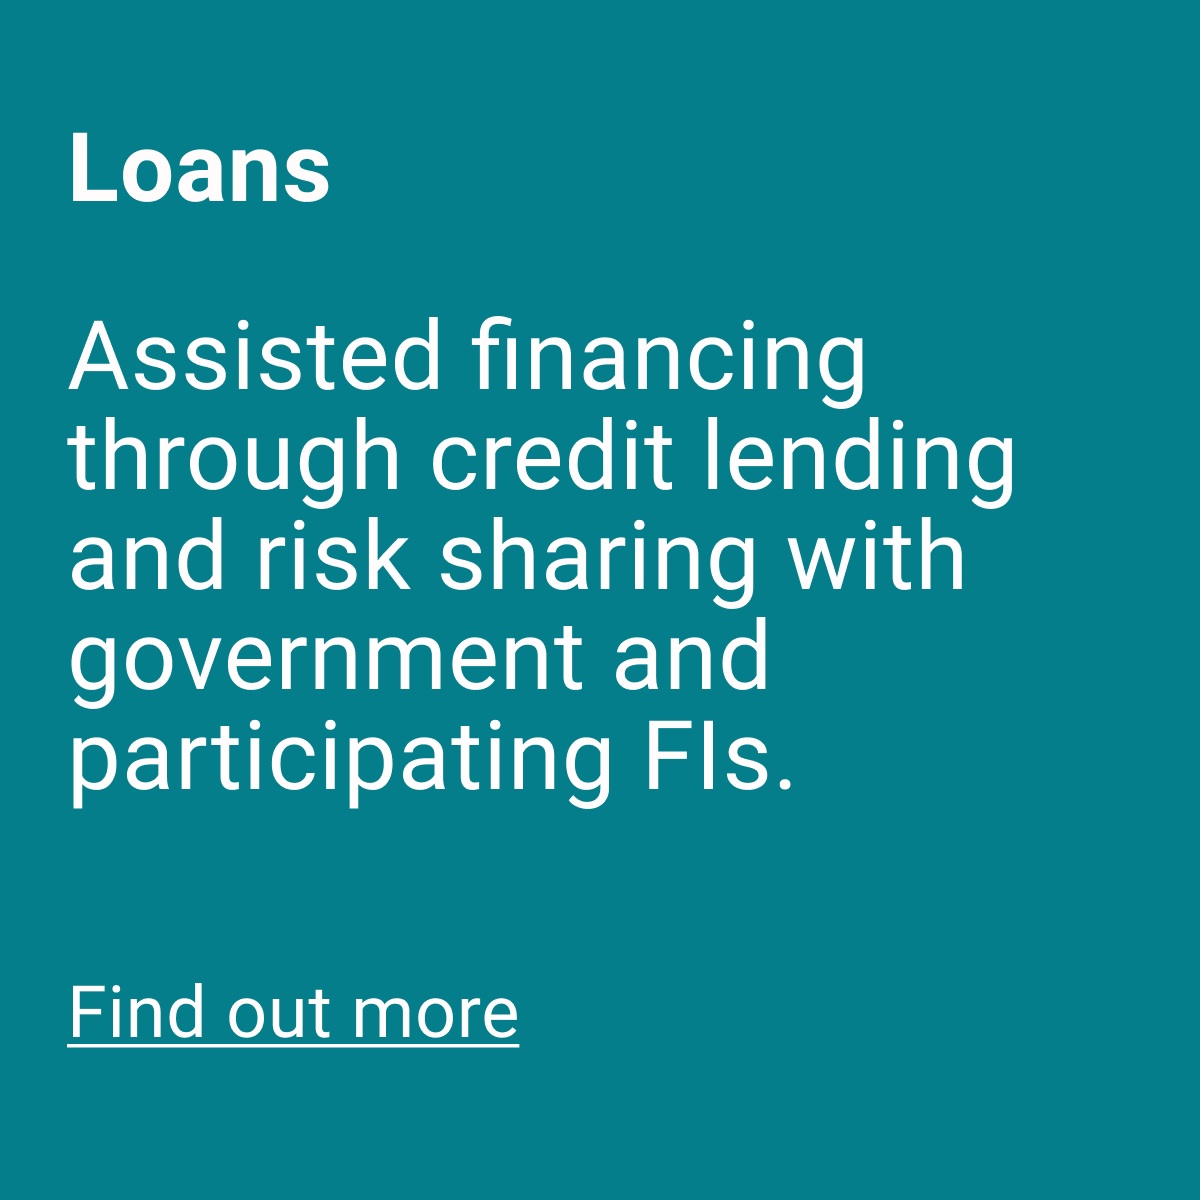 Loans
Assisted financing
through credit lending
and risk sharing with
government and
participating FIs.
Find out more